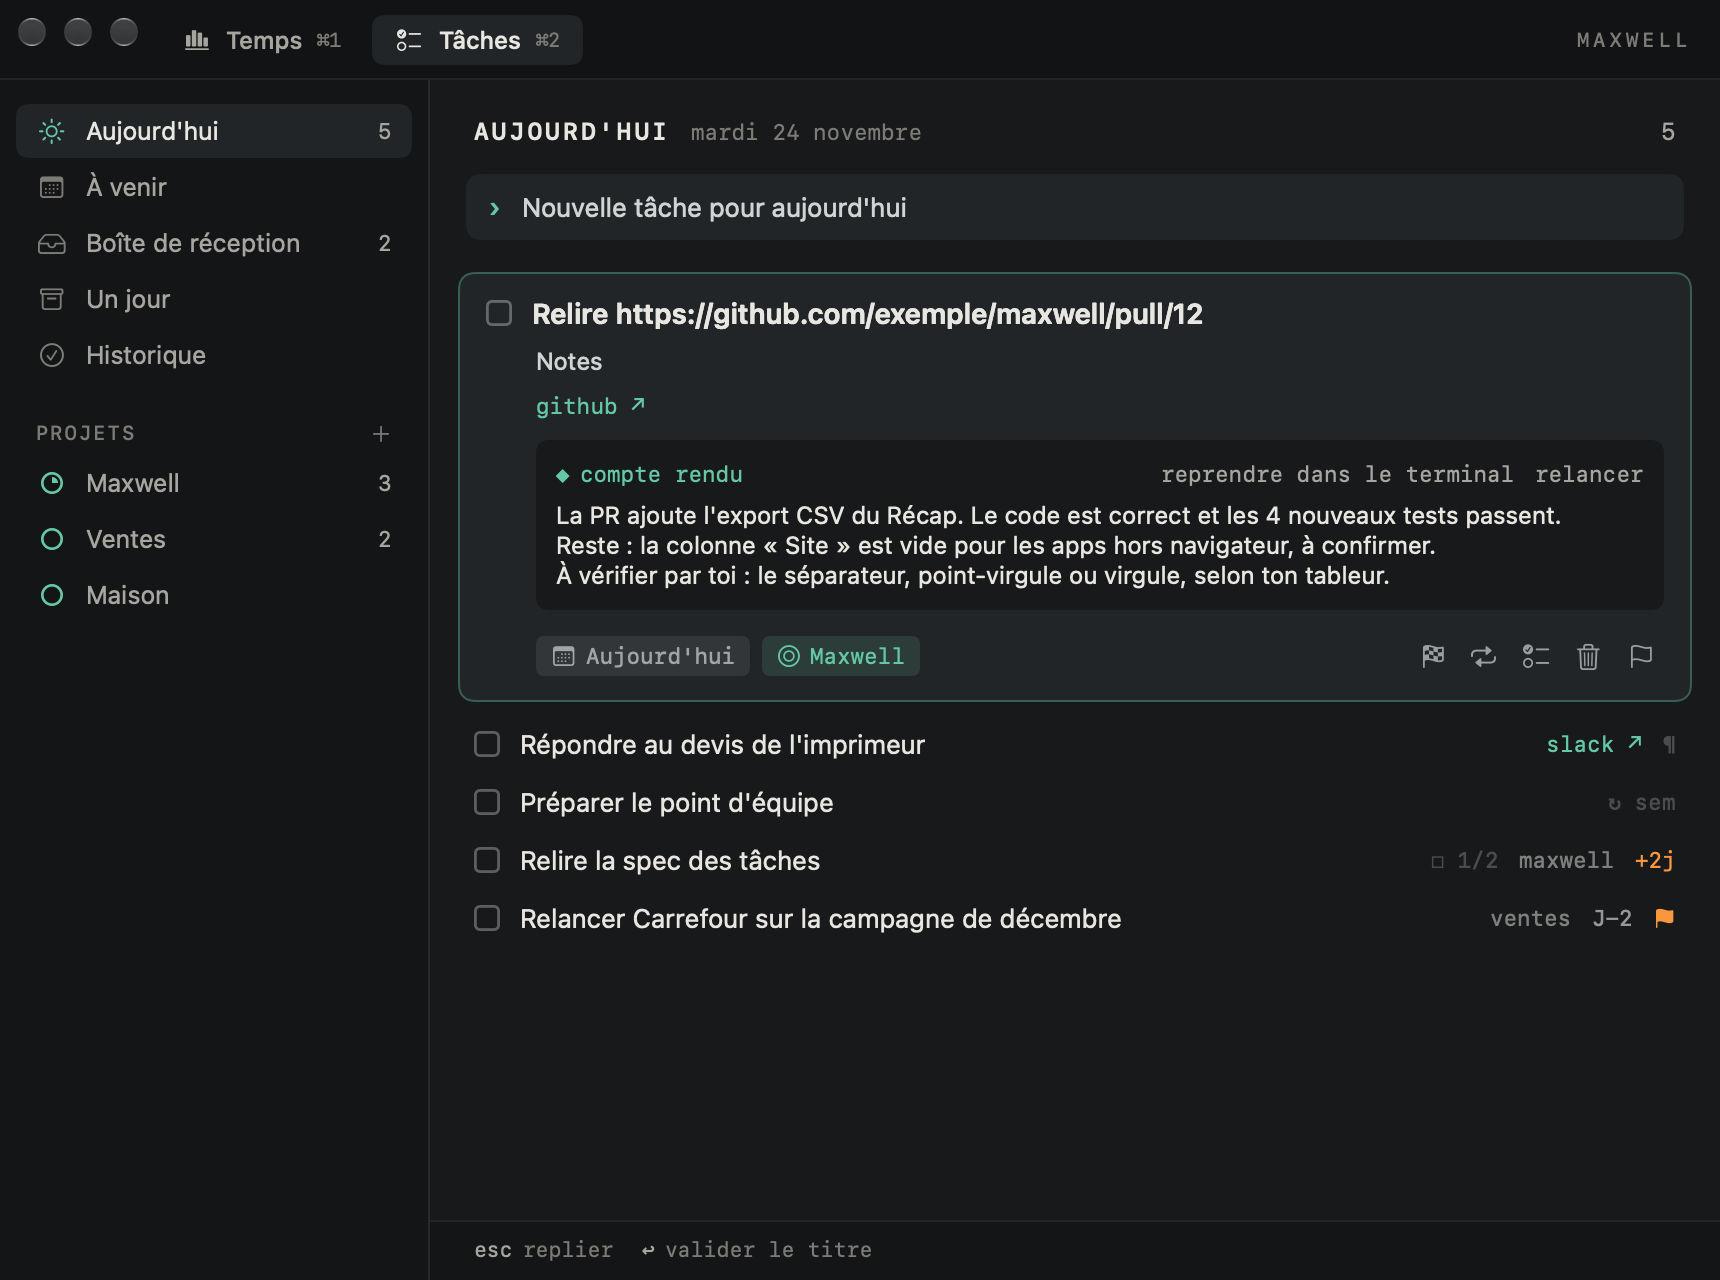 Temps ⌘1
Tâches ⌘2
MAXWELL
Aujourd'hui 5
À venir
Boîte de réception 2
Un jour
Historique
PROJETS +
Maxwell 3
Ventes 2
Maison
AUJOURD'HUI mardi 24 novembre 5
› Nouvelle tâche pour aujourd'hui
Relire https://github.com/exemple/maxwell/pull/12
Notes
github ↗
◆ compte rendu reprendre dans le terminal relancer
La PR ajoute l'export CSV du Récap. Le code est correct et les 4 nouveaux tests passent.
Reste : la colonne « Site » est vide pour les apps hors navigateur, à confirmer.
À vérifier par toi : le séparateur, point-virgule ou virgule, selon ton tableur.
Aujourd'hui Maxwell
Répondre au devis de l'imprimeur slack ↗ ¶
Préparer le point d'équipe ↻ sem
Relire la spec des tâches ◻ 1/2 maxwell +2j
Relancer Carrefour sur la campagne de décembre ventes J−2
esc replier ↩ valider le titre